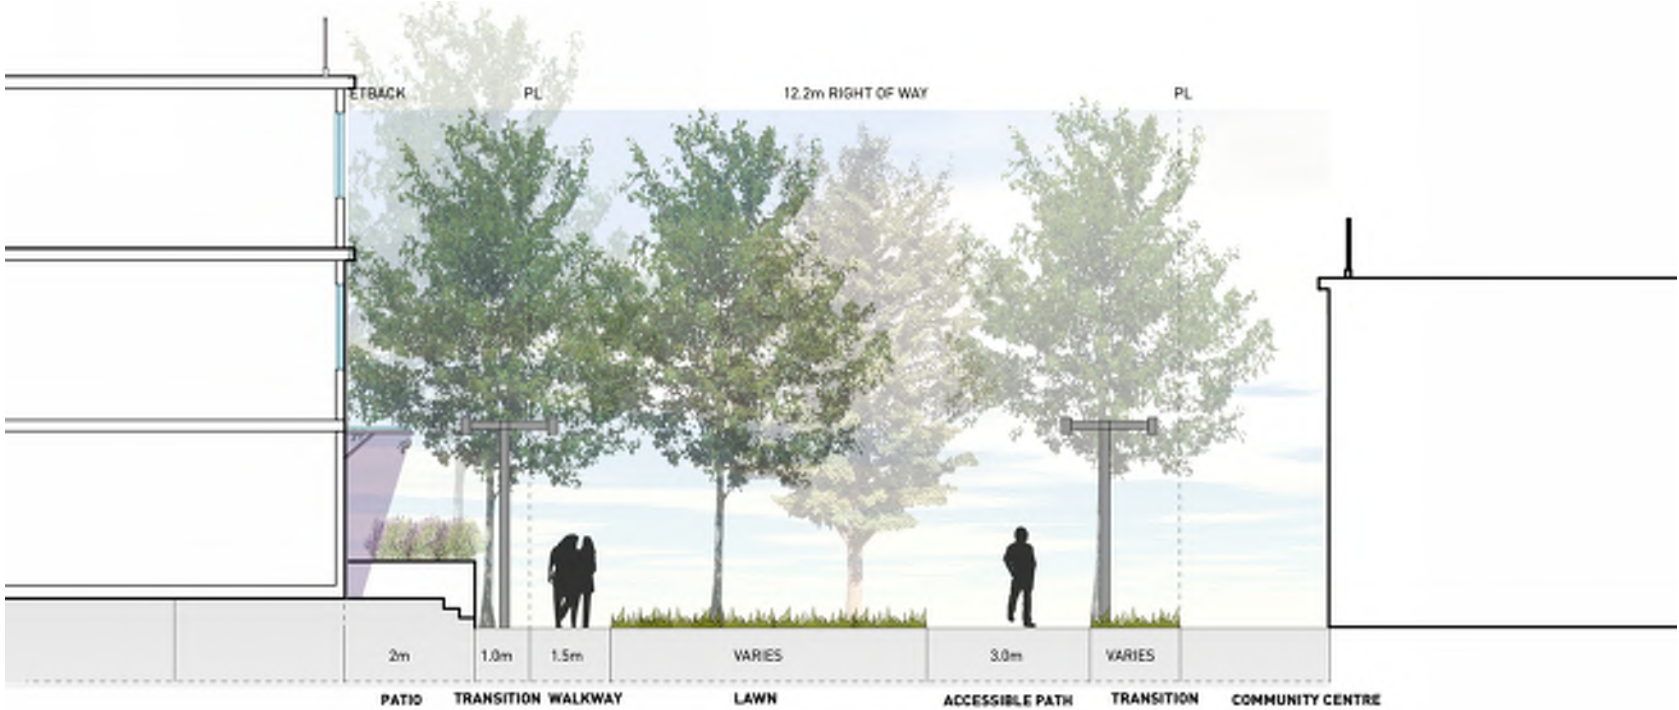 ETBACK PL 12.2m RIGHT OF WAY PL
2m 1.0m 1.5m VARIES 3.0m VARIES
PATIO TRANSITION WALKWAY LAWN ACCESSIBLE PATH TRANSITION COMMUNITY CENTRE